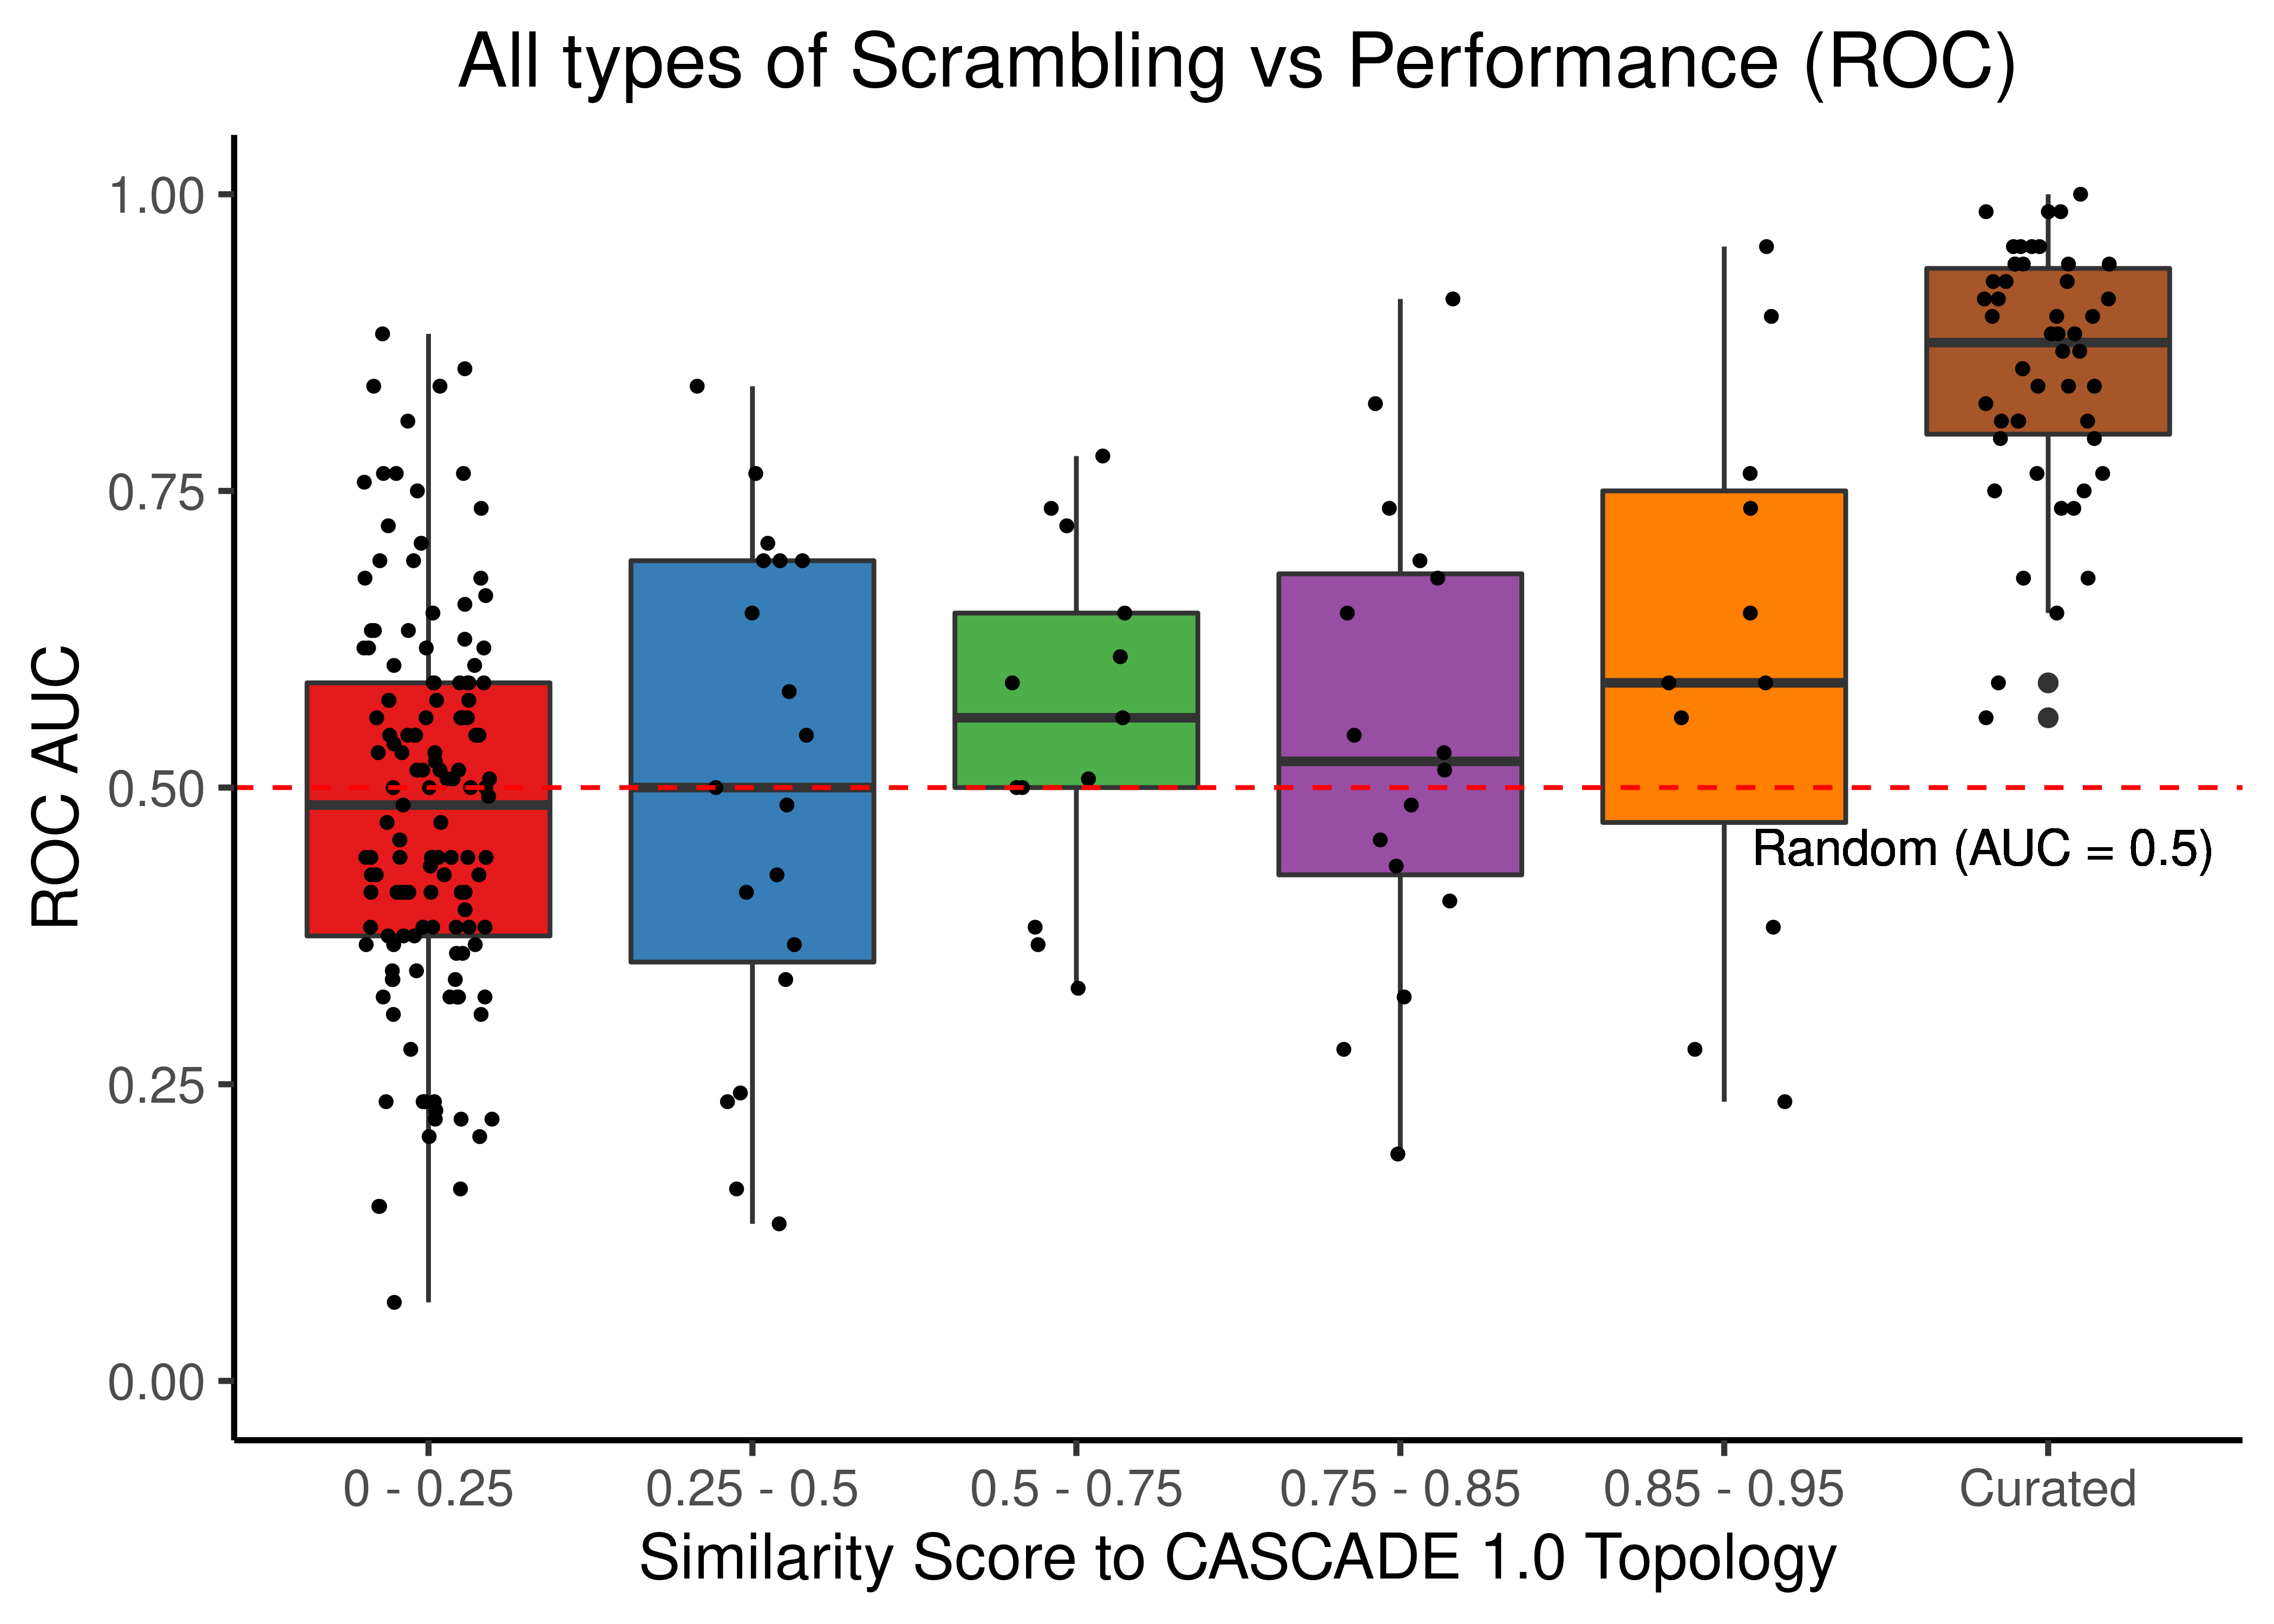 All types of Scrambling vs Performance (ROC)
ROC AUC
1.00
0.75
0.50
0.25
0.00
Random (AUC = 0.5)
0 - 0.25
0.25 - 0.5
0.5 - 0.75
0.75 - 0.85
0.85 - 0.95
Curated
Similarity Score to CASCADE 1.0 Topology